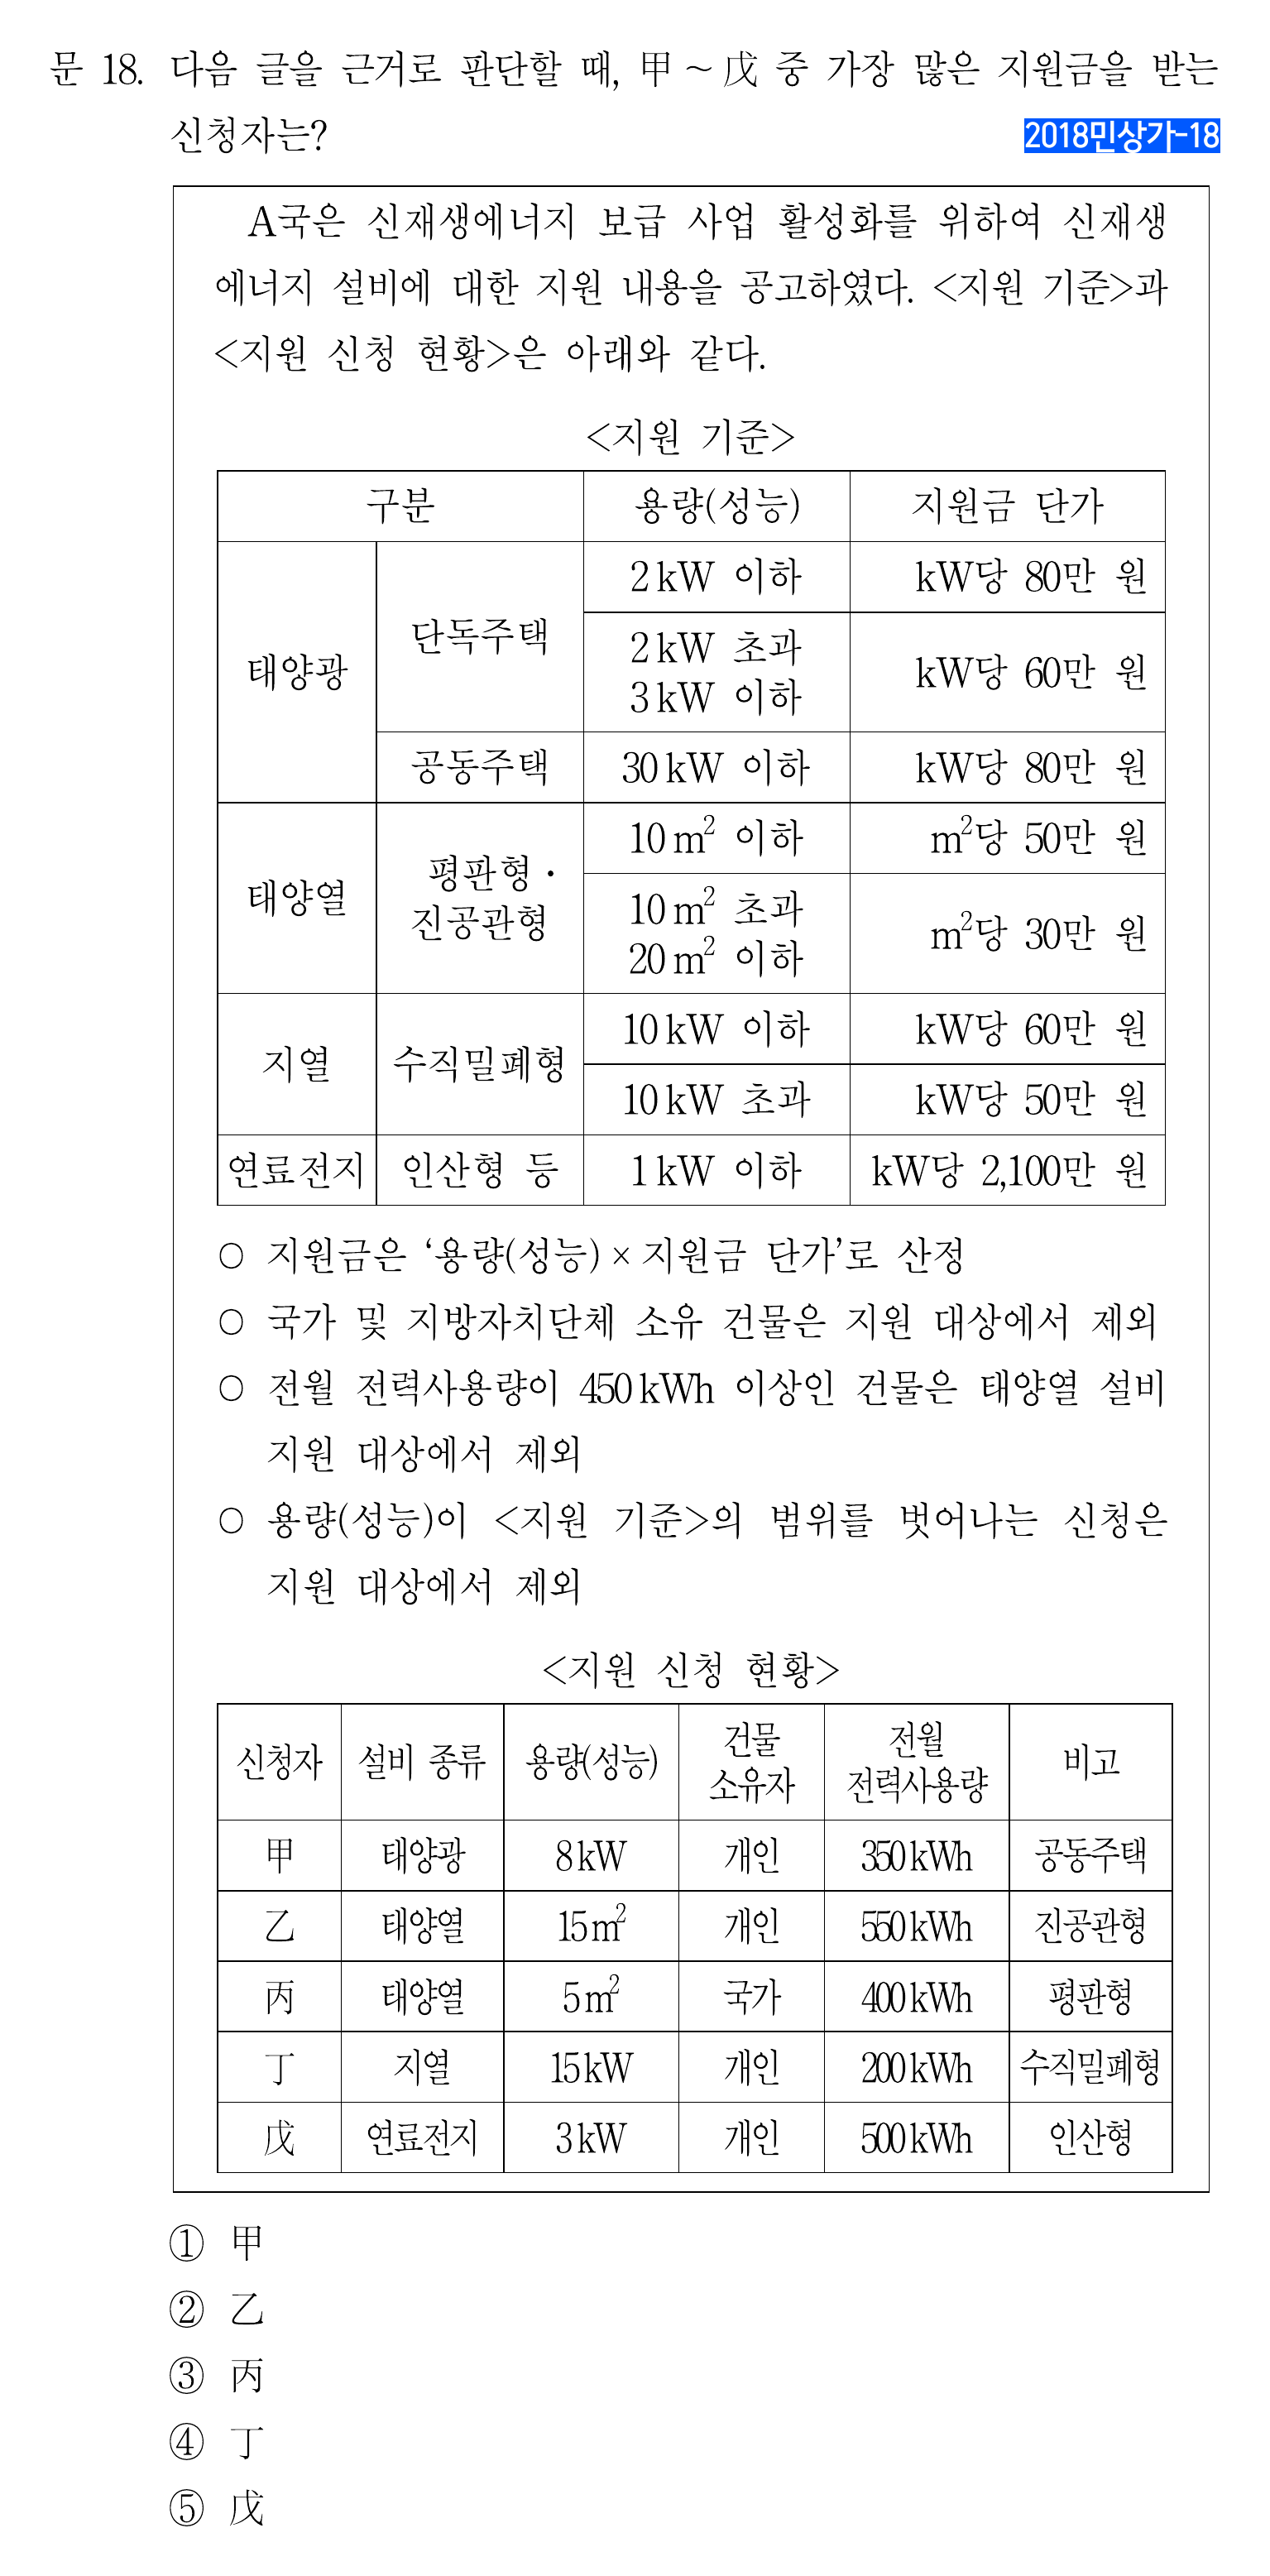 문 18. 다음 글을 근거로 판단할 때, 甲 ~ 戊 중 가장 많은 지원금을 받는
신청자는?
2018민상가-18
A국은 신재생에너지 보급 사업 활성화를 위하여 신재생
에너지 설비에 대한 지원 내용을 공고하였다. <지원 기준>과
<지원 신청 현황>은 아래와 같다.
<지원 기준>
구분 용량(성능) 지원금 단가
태양광 단독주택 2 kW 이하 kW당 80만 원
2 kW 초과
3 kW 이하 kW당 60만 원
공동주택 30 kW 이하 kW당 80만 원
태양열 평판형·
진공관형 10 m² 이하 m²당 50만 원
10 m² 초과
20 m² 이하 m²당 30만 원
지열 수직밀폐형 10 kW 이하 kW당 60만 원
10 kW 초과 kW당 50만 원
연료전지 인산형 등 1 kW 이하 kW당 2,100만 원
○ 지원금은 ‘용량(성능) × 지원금 단가’로 산정
○ 국가 및 지방자치단체 소유 건물은 지원 대상에서 제외
○ 전월 전력사용량이 450 kWh 이상인 건물은 태양열 설비
지원 대상에서 제외
○ 용량(성능)이 <지원 기준>의 범위를 벗어나는 신청은
지원 대상에서 제외
<지원 신청 현황>
신청자 설비 종류 용량(성능) 건물
소유자 전월
전력사용량 비고
甲 태양광 8 kW 개인 350 kWh 공동주택
乙 태양열 15 m² 개인 550 kWh 진공관형
丙 태양열 5 m² 국가 400 kWh 평판형
丁 지열 15 kW 개인 200 kWh 수직밀폐형
戊 연료전지 3 kW 개인 500 kWh 인산형
① 甲
② 乙
③ 丙
④ 丁
⑤ 戊